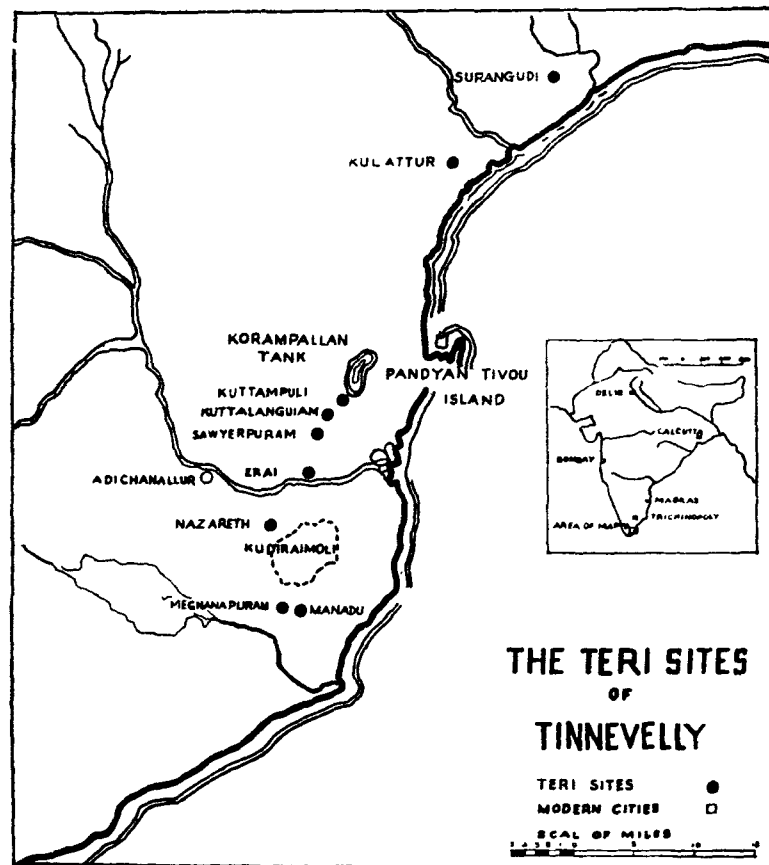 SURANGUDI
KULATTUR
KORAMPALLAN
TANK
PANDYAN TIVOU
ISLAND
KUTTAMPULI
KUTTALANGUIAM
SAWYERPURAM
ADICHANALLUR
ERAI
NAZARETH
KUDIRAIMOLI
MEGNANAPURAM
MANADU
DELHI
CALCUTTA
BOMBAY
MADRAS
TRICHINOPOLY
AREA OF MAP
THE TERI SITES
OF
TINNEVELLY
TERI SITES
MODERN CITIES
SCAL OF MILES